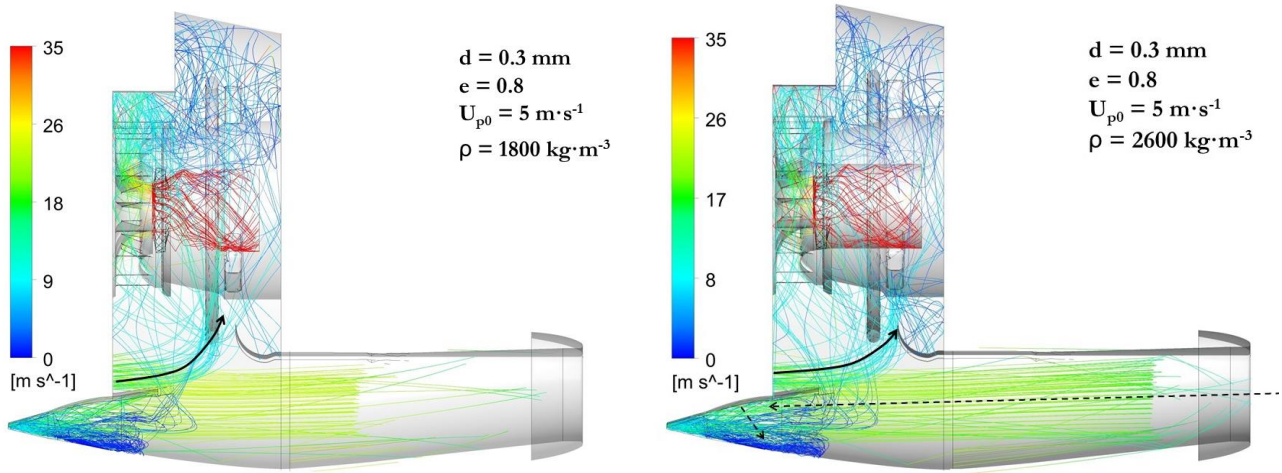 35
26
17
9
0
[m s^-1]
d = 0.3 mm
e = 0.8
Uₚ₀ = 5 m·s⁻¹
ρ = 1800 kg·m⁻³
35
26
17
8
0
[m s^-1]
d = 0.3 mm
e = 0.8
Uₚ₀ = 5 m·s⁻¹
ρ = 2600 kg·m⁻³